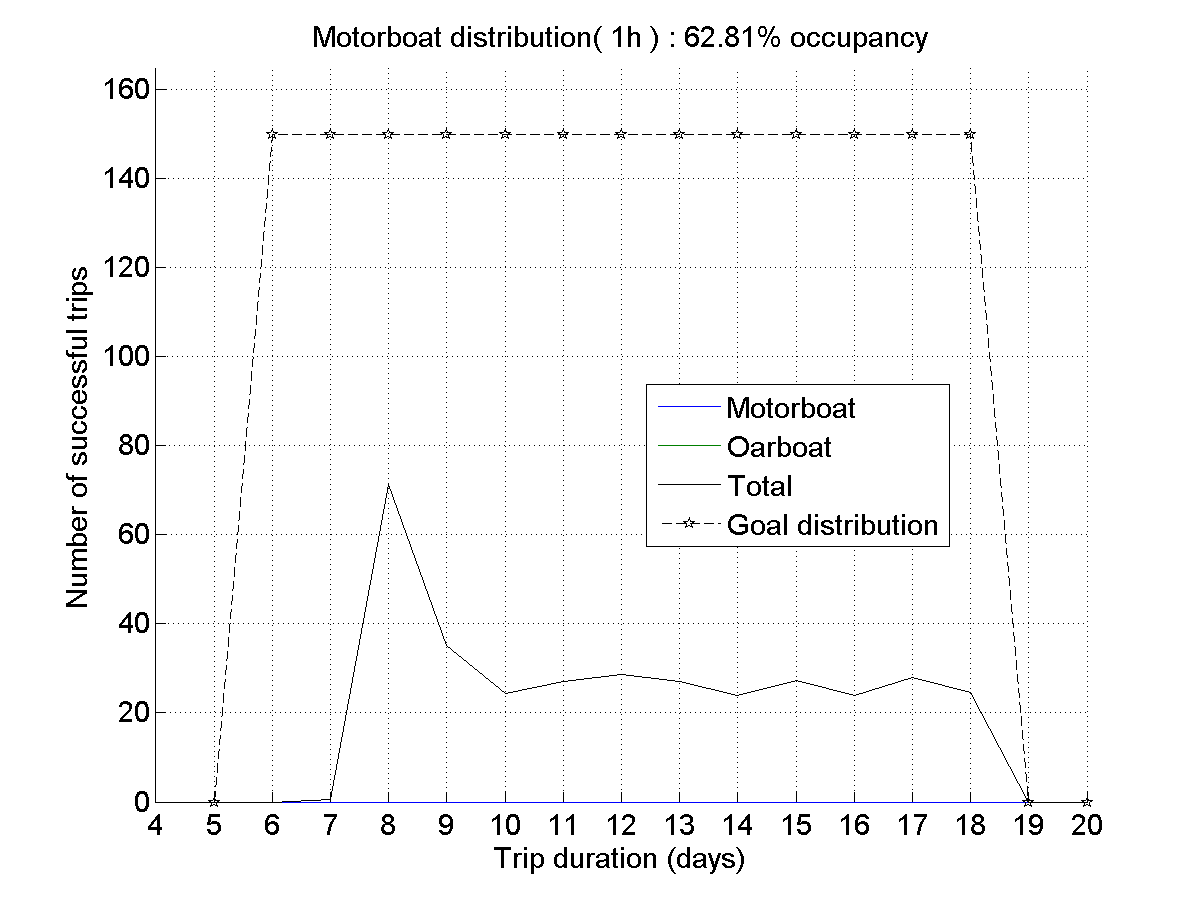 Motorboat distribution( 1h ) : 62.81% occupancy
160
140
120
100
80
60
40
20
0
Number of successful trips
Motorboat
Oarboat
Total
Goal distribution
4 5 6 7 8 9 10 11 12 13 14 15 16 17 18 19 20
Trip duration (days)